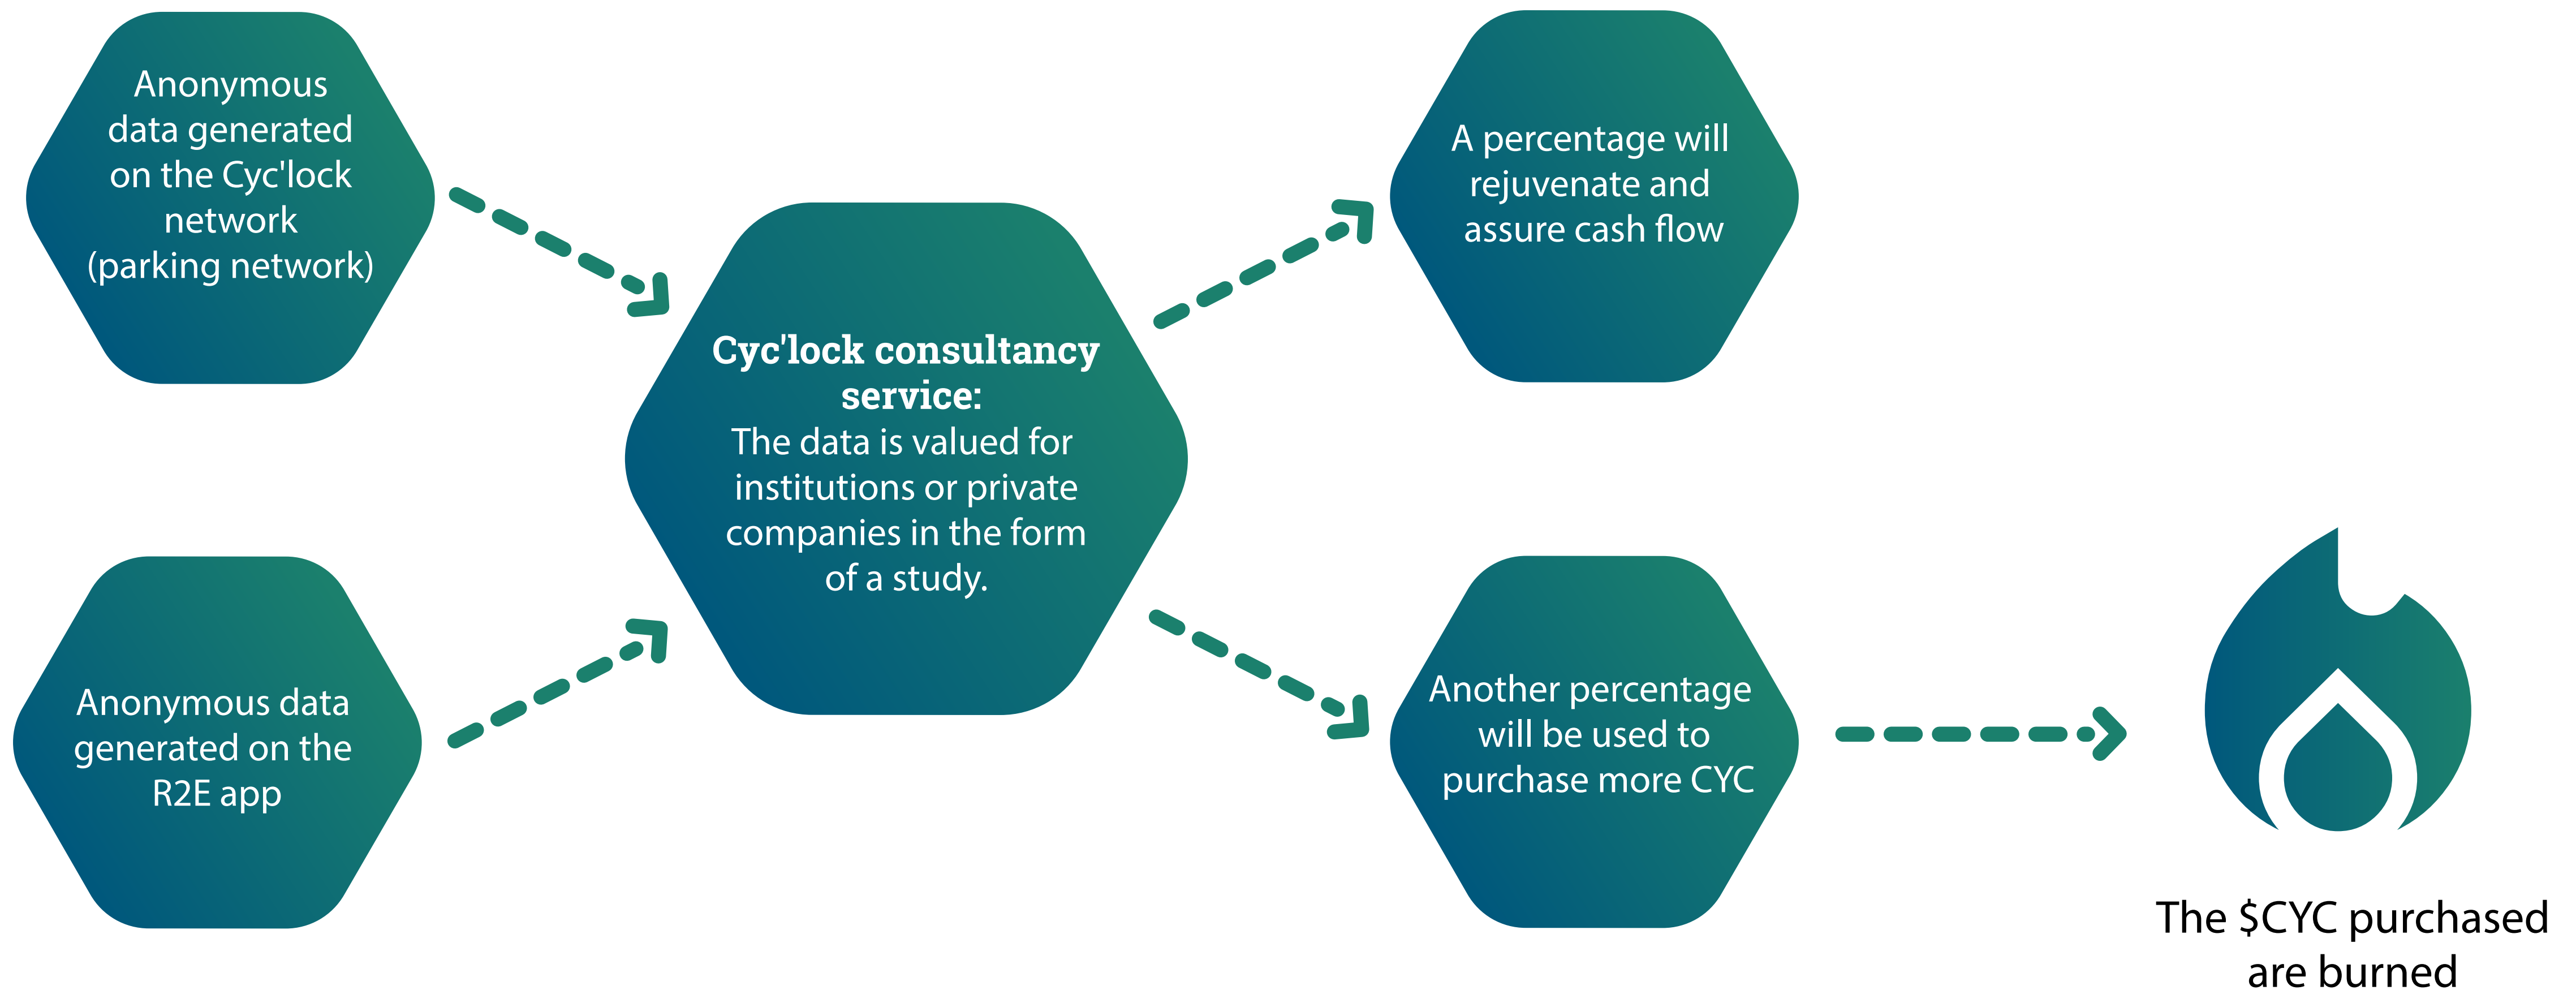 Anonymous
data generated
on the Cyc'lock
network
(parking network)
Anonymous data
generated on the
R2E app
Cyc'lock consultancy
service:
The data is valued for
institutions or private
companies in the form
of a study.
A percentage will
rejuvenate and
assure cash flow
Another percentage
will be used to
purchase more CYC
The $CYC purchased
are burned